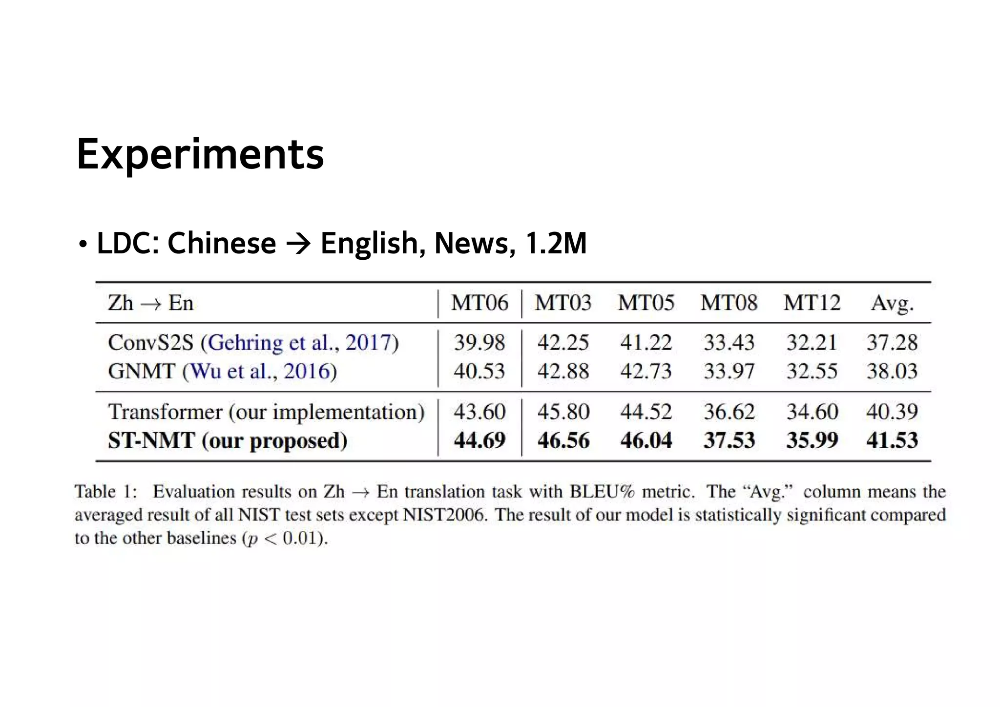 Experiments
• LDC: Chinese → English, News, 1.2M
Zh → En MT06 MT03 MT05 MT08 MT12 Avg.
ConvS2S (Gehring et al., 2017) 39.98 42.25 41.22 33.43 32.21 37.28
GNMT (Wu et al., 2016) 40.53 42.88 42.73 33.97 32.55 38.03
Transformer (our implementation) 43.60 45.80 44.52 36.62 34.60 40.39
ST-NMT (our proposed) 44.69 46.56 46.04 37.53 35.99 41.53
Table 1: Evaluation results on Zh → En translation task with BLEU% metric. The “Avg.” column means the
averaged result of all NIST test sets except NIST2006. The result of our model is statistically significant compared
to the other baselines (p < 0.01).